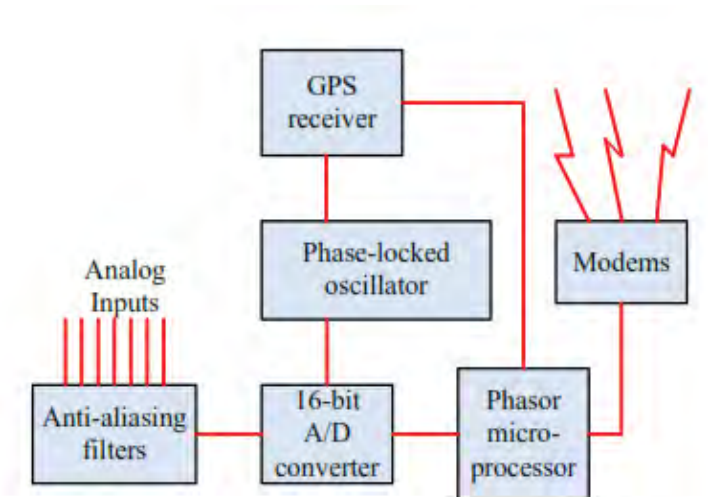 GPS
receiver
Phase-locked
oscillator
Modems
Analog
Inputs
Anti-aliasing
filters
16-bit
A/D
converter
Phasor
micro-
processor